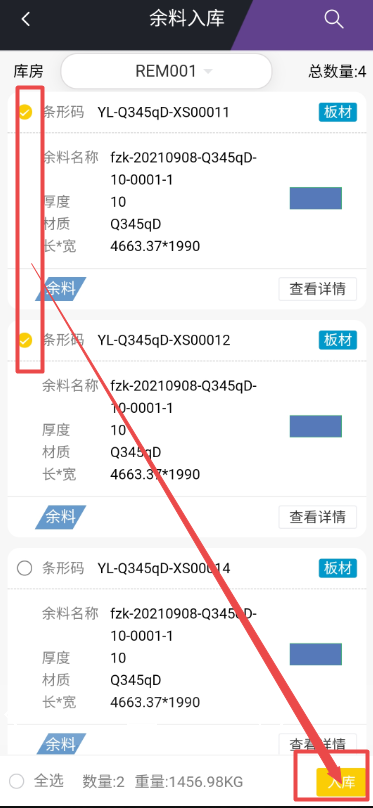 余料入库
库房 REM001 总数量:4
条形码 YL-Q345qD-XS00011 板材
余料名称 fzk-20210908-Q345qD-
10-0001-1
厚度 10
材质 Q345qD
长*宽 4663.37*1990
余料 查看详情
条形码 YL-Q345qD-XS00012 板材
余料名称 fzk-20210908-Q345qD-
10-0001-1
厚度 10
材质 Q345qD
长*宽 4663.37*1990
余料 查看详情
条形码 YL-Q345qD-XS00014 板材
余料名称 fzk-20210908-Q345qD-
10-0001-1
厚度 10
材质 Q345qD
长*宽 4663.37*1990
余料 查看详情
全选 数量:2 重量:1456.98KG 入库